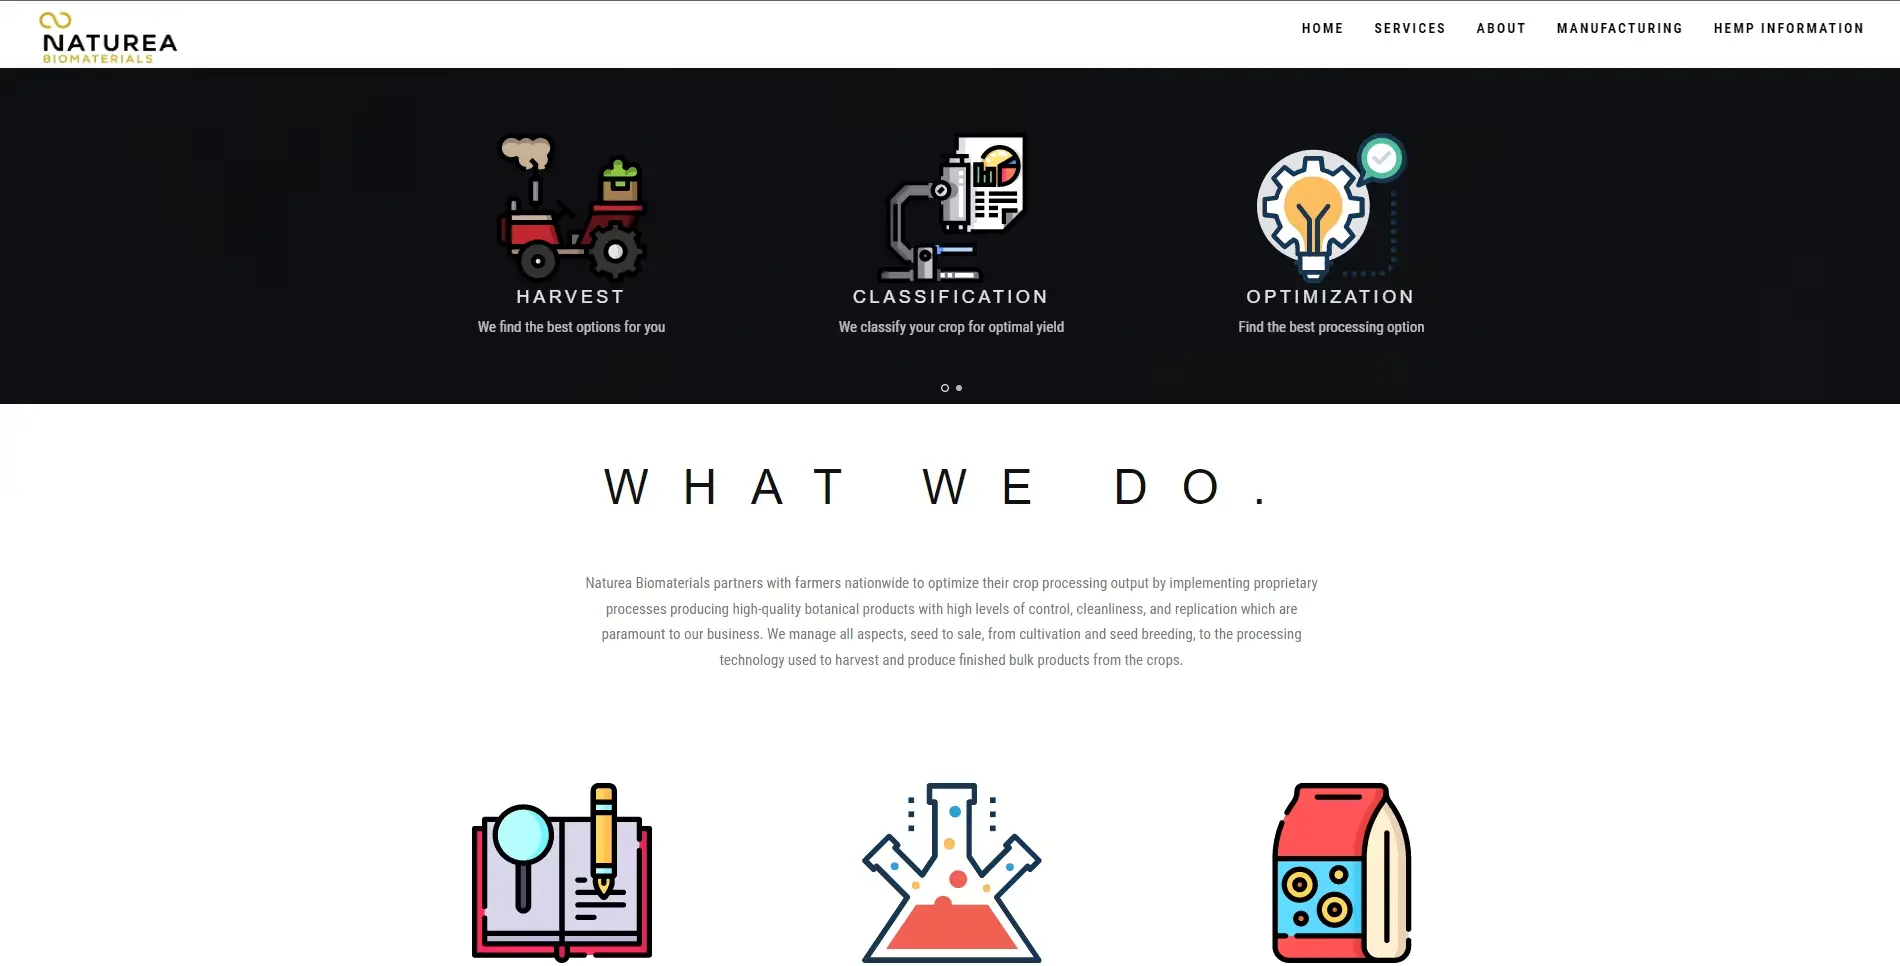 NATUREA
BIOMATERIALS
HOME SERVICES ABOUT MANUFACTURING HEMP INFORMATION
HARVEST
We find the best options for you
CLASSIFICATION
We classify your crop for optimal yield
OPTIMIZATION
Find the best processing option
WHAT WE DO.
Naturea Biomaterials partners with farmers nationwide to optimize their crop processing output by implementing proprietary
processes producing high-quality botanical products with high levels of control, cleanliness, and replication which are
paramount to our business. We manage all aspects, seed to sale, from cultivation and seed breeding, to the processing
technology used to harvest and produce finished bulk products from the crops.